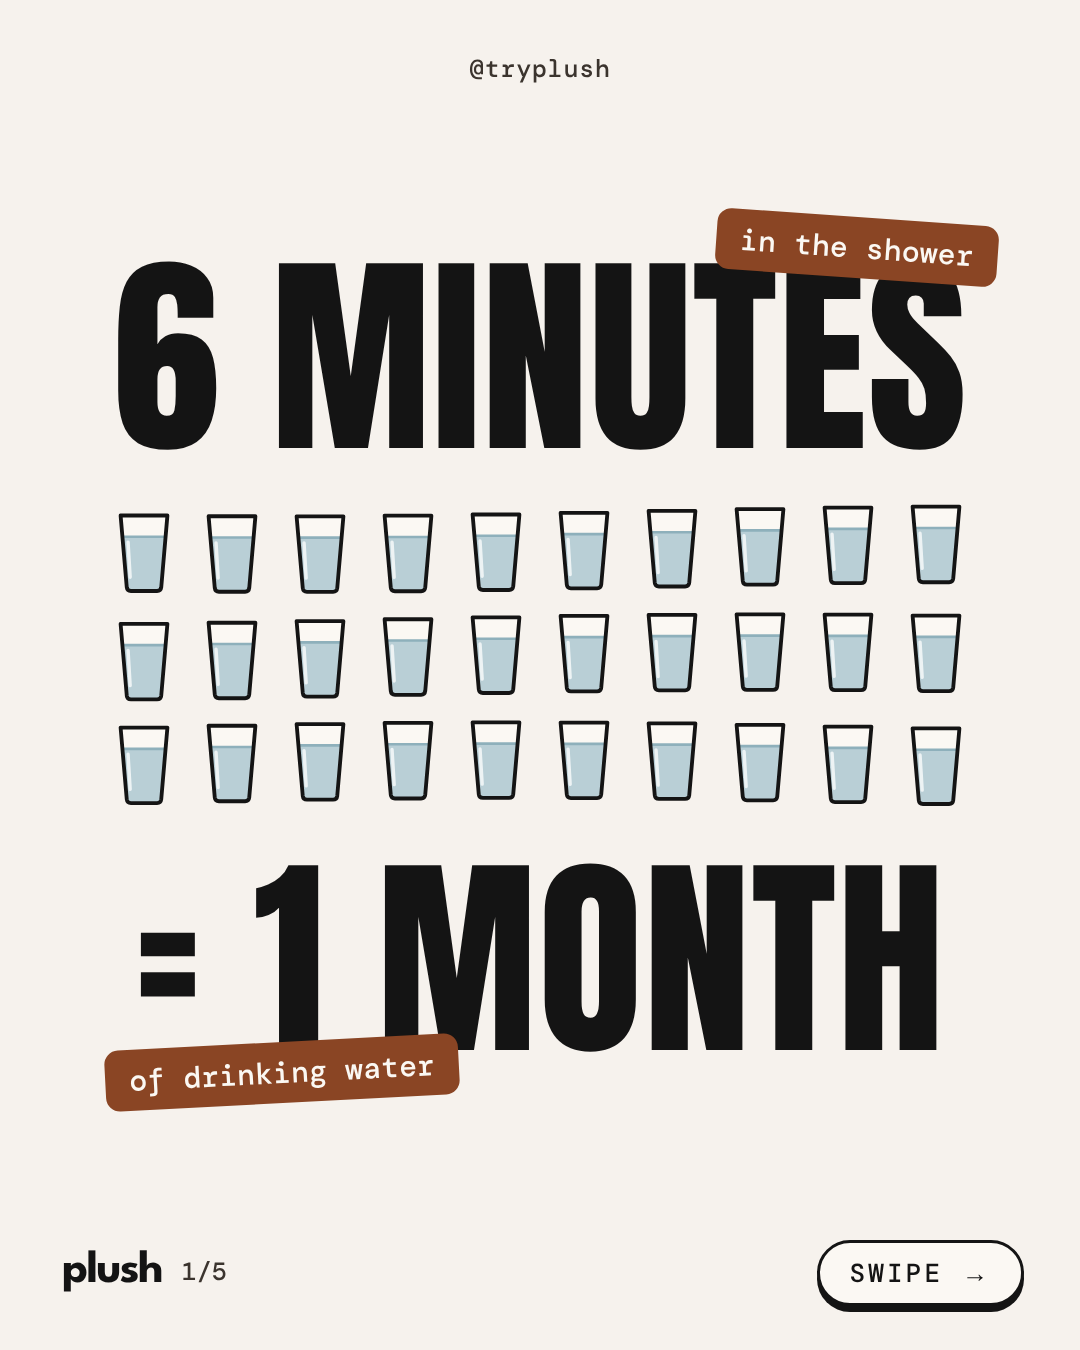 @tryplush
in the shower
6 MINUTES
= 1 MONTH
of drinking water
plush 1/5
SWIPE →